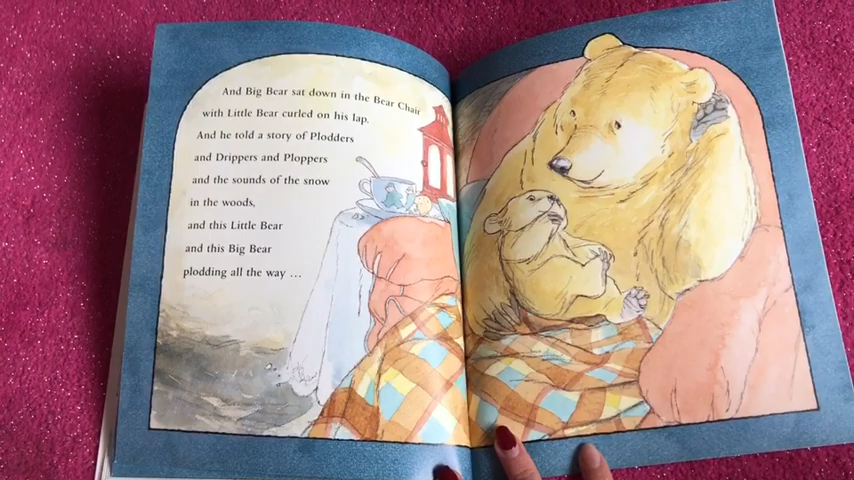 And Big Bear sat down in the Bear Chair
with Little Bear curled on his lap.
And he told a story of Plodders
and Drippers and Ploppers
and the sounds of the snow
in the woods,
and this Little Bear
and this Big Bear
plodding all the way ...